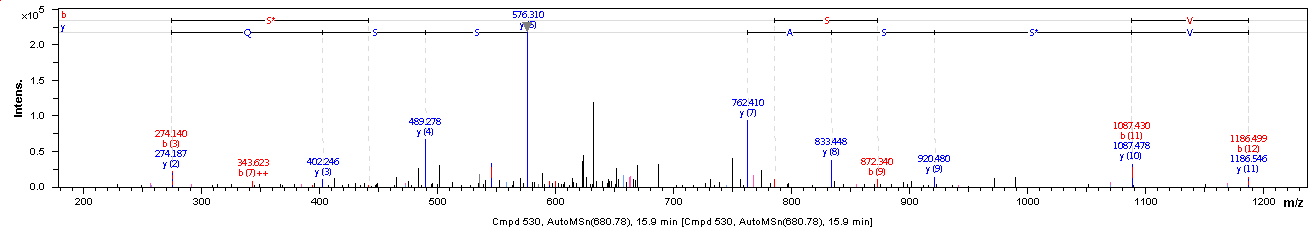 ×10⁵
b
y
S* S V
Q S S A S S* V
576.310
y (5)
2.0
1.5
1.0
0.5
0.0
Intens.
274.140
b (3)
274.187
y (2)
343.623
b (7)++
402.246
y (3)
489.278
y (4)
762.410
y (7)
833.448
y (8)
872.340
b (9)
920.480
y (9)
1087.430
b (11)
1087.478
y (10)
1186.499
b (12)
1186.546
y (11)
200 300 400 500 600 700 800 900 1000 1100 1200 m/z
Cmpd 530, AutoMSn(680.78), 15.9 min [Cmpd 530, AutoMSn(680.78), 15.9 min]